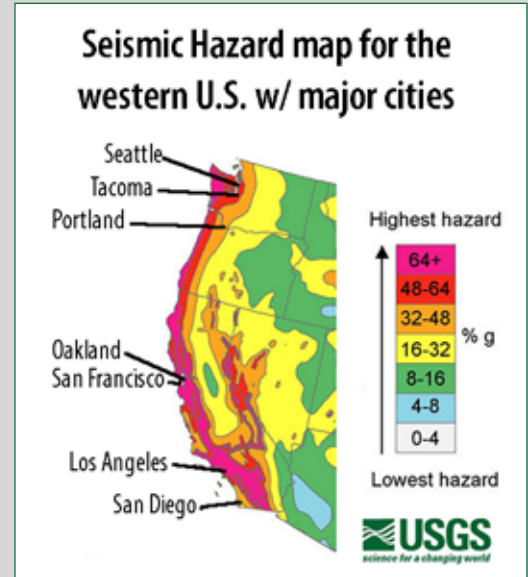 Seismic Hazard map for the
western U.S. w/ major cities
Seattle
Tacoma
Portland
Oakland
San Francisco
Los Angeles
San Diego
Highest hazard
64+
48-64
32-48
16-32
% g
8-16
4-8
0-4
Lowest hazard
USGS
science for a changing world